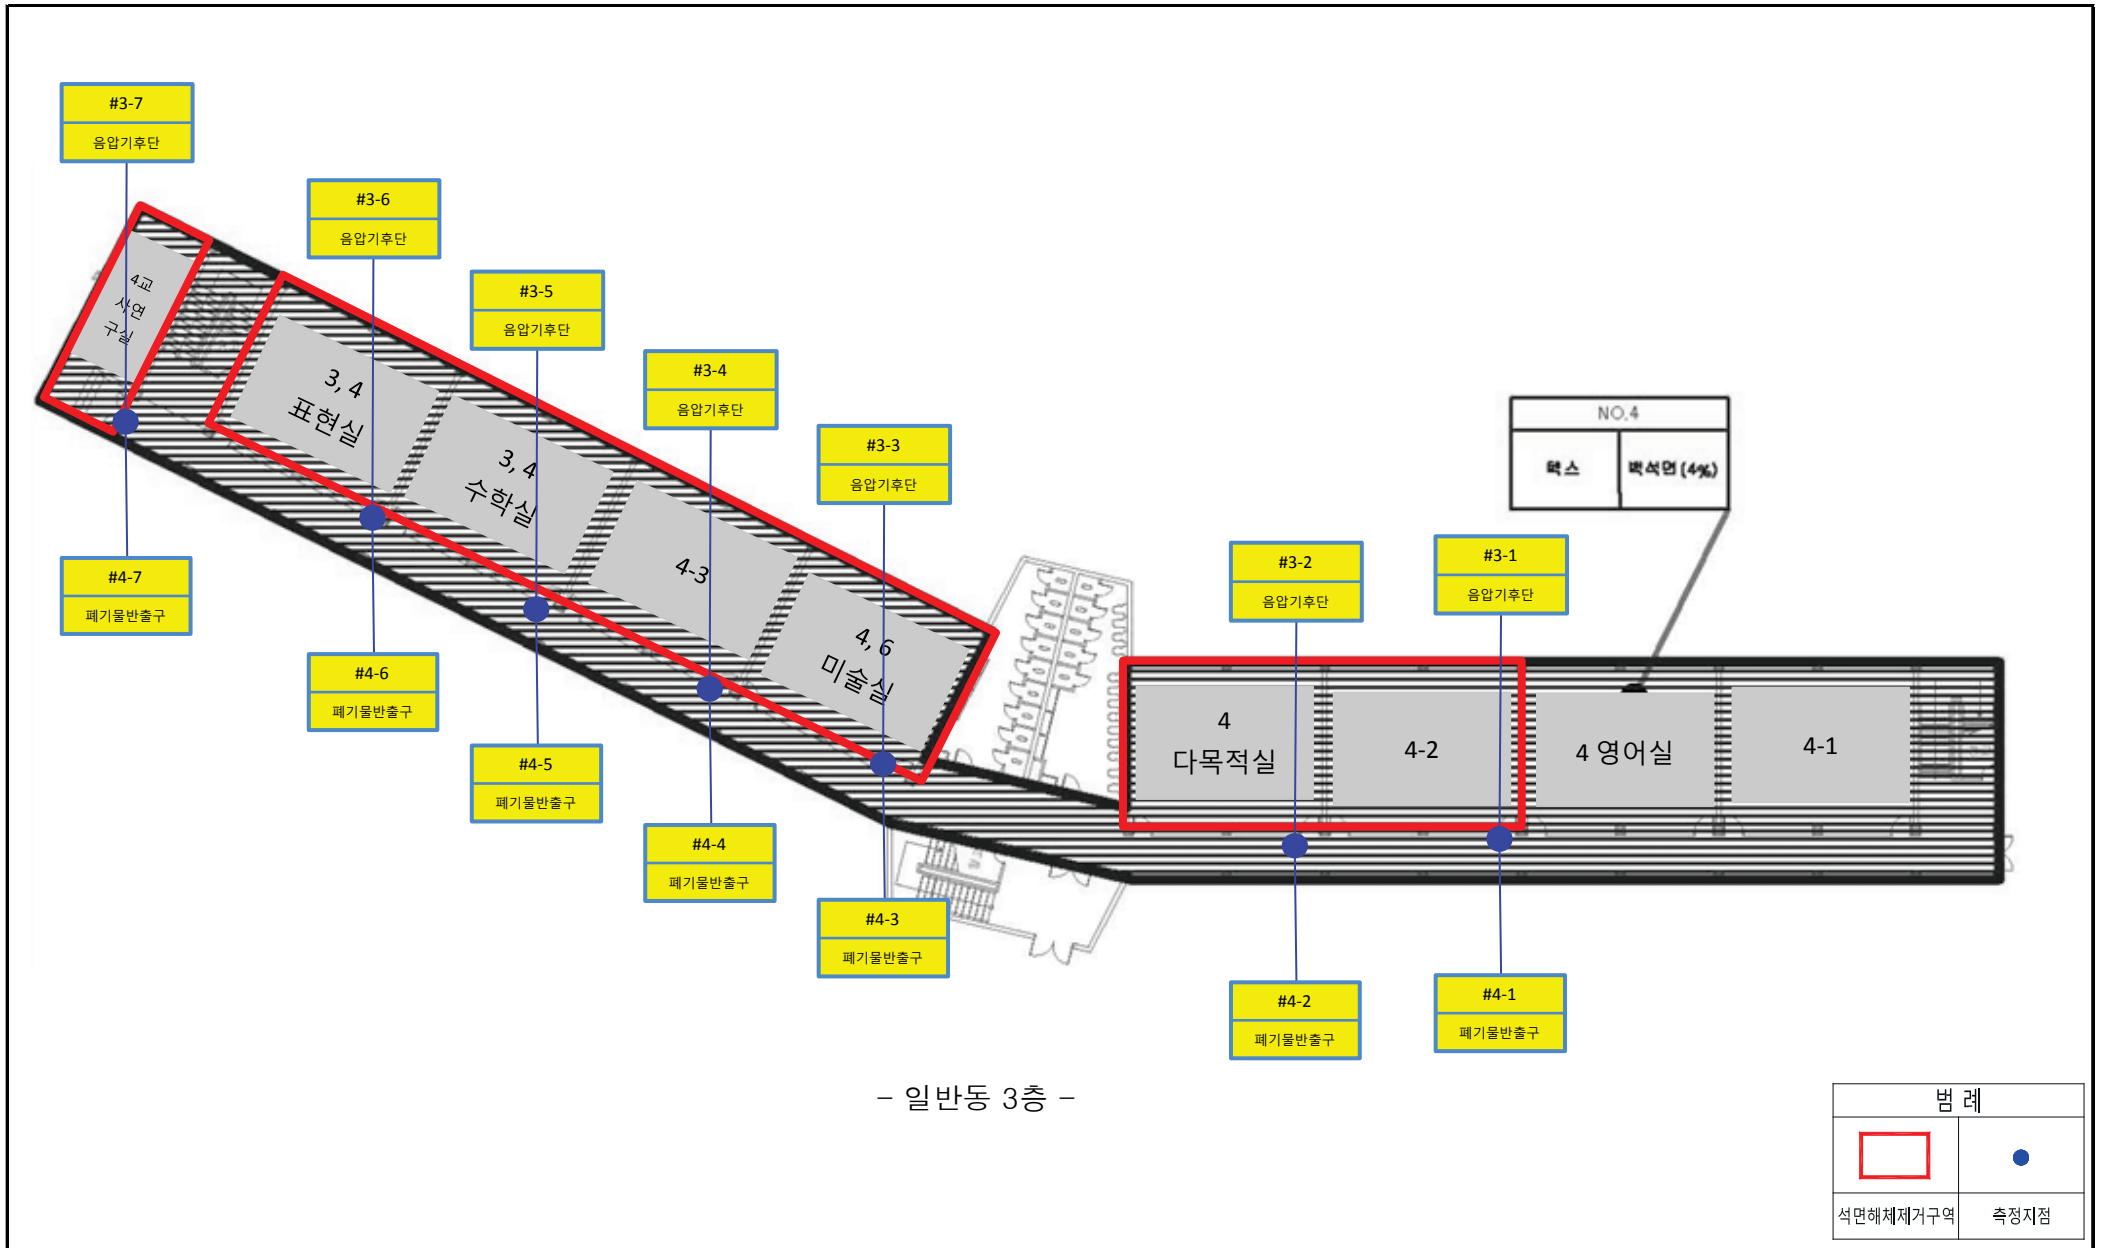 #3-7
음압기후단
#3-6
음압기후단
#3-5
음압기후단
#3-4
음압기후단
#3-3
음압기후단
#3-2
음압기후단
#3-1
음압기후단
NO.4
텍스
백석면 (4%)
4교
사연
구실
3, 4
표현실
3, 4
수학실
4-3
4, 6
미술실
4
다목적실
4-2
4 영어실
4-1
#4-7
폐기물반출구
#4-6
폐기물반출구
#4-5
폐기물반출구
#4-4
폐기물반출구
#4-3
폐기물반출구
#4-2
폐기물반출구
#4-1
폐기물반출구
– 일반동 3층 –
범 례
석면해체제거구역
측정지점